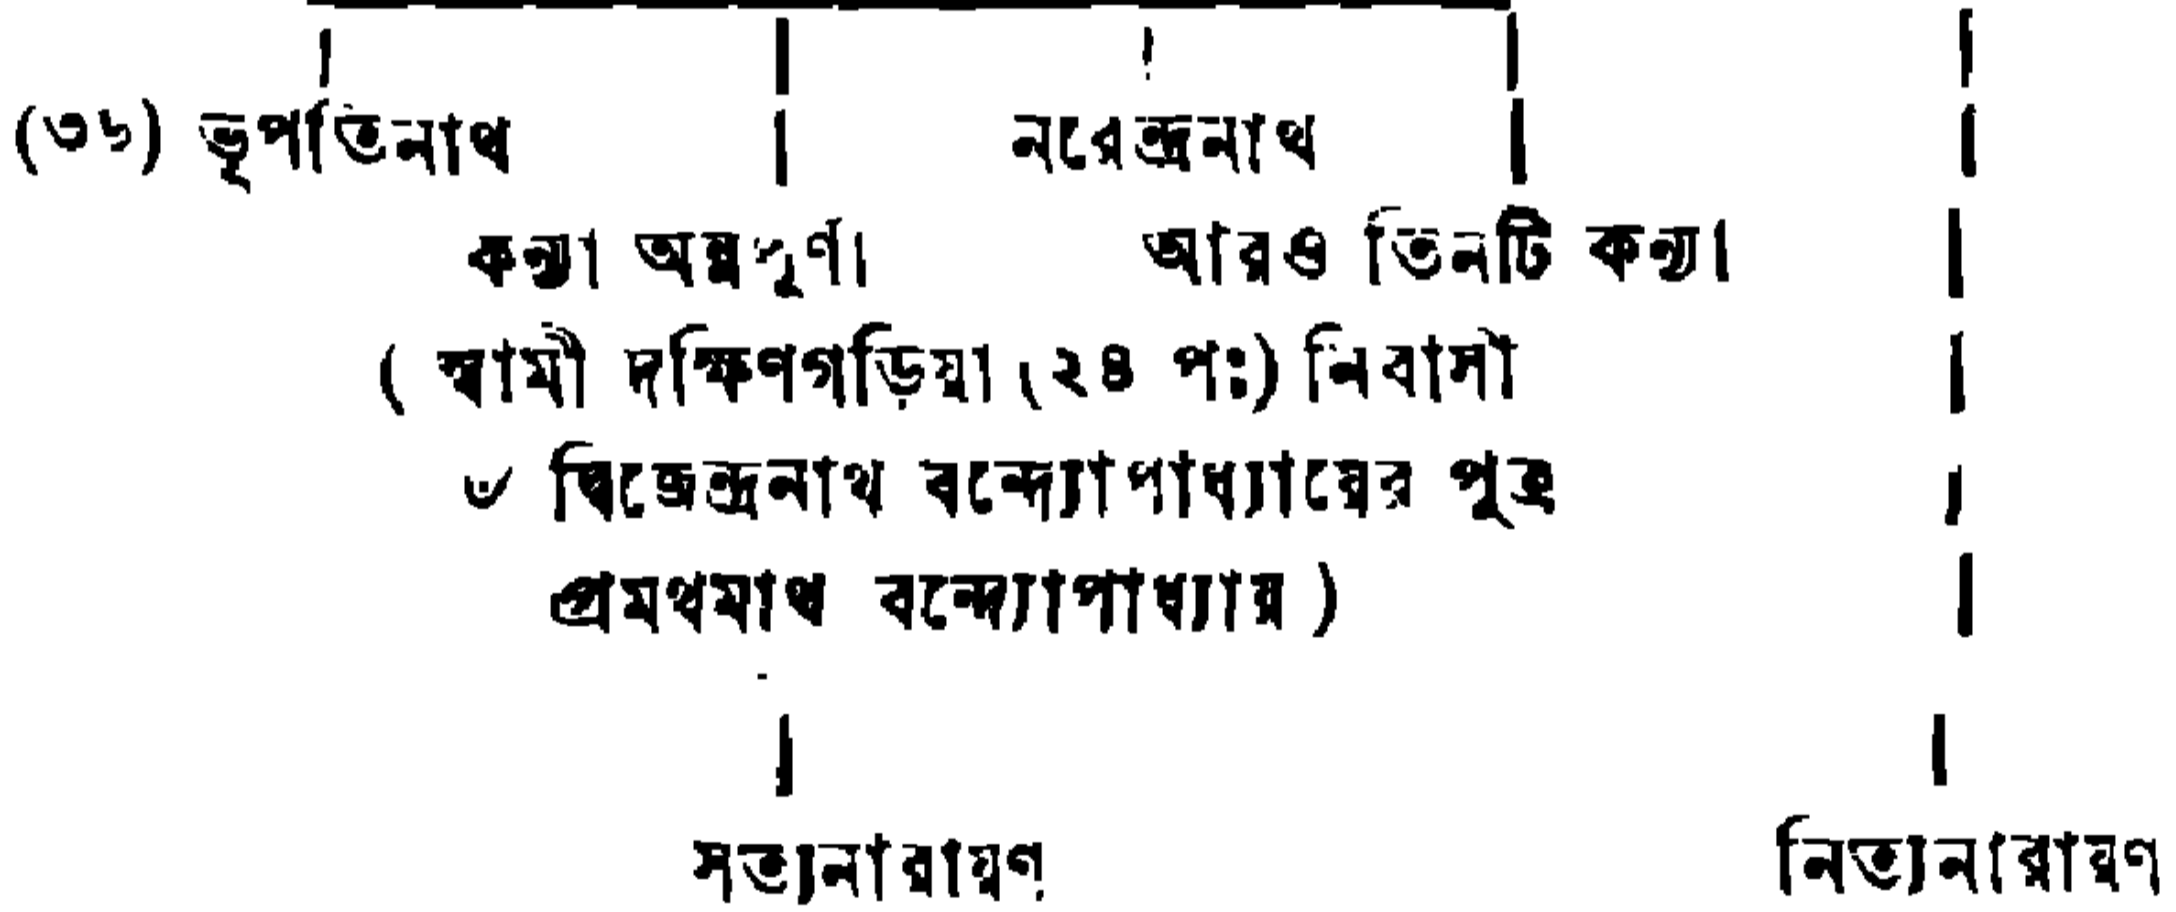 (৩৬) ভূপতিনাথ নরেন্দ্রনাথ
কন্যা অন্নপূর্ণা আরও তিনটি কন্যা
( স্বামী দক্ষিণগড়িয়া (২৪ পঃ) নিবাসী
৺ দ্বিজেন্দ্রনাথ বন্দ্যোপাধ্যায়ের পুত্র
প্রমথমাথ বন্দ্যোপাধ্যায় )
সত্যনারায়ণ নিত্যনারায়ণ